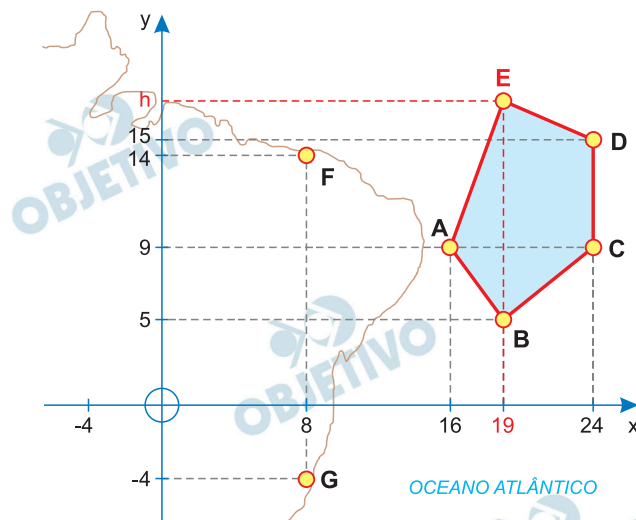 y
E
h
OBJETIVO
15
D
14
F
A
9
C
5
B
OBJETIVO
-4 8 16 19 24 x
-4
G
OCEANO ATLÂNTICO